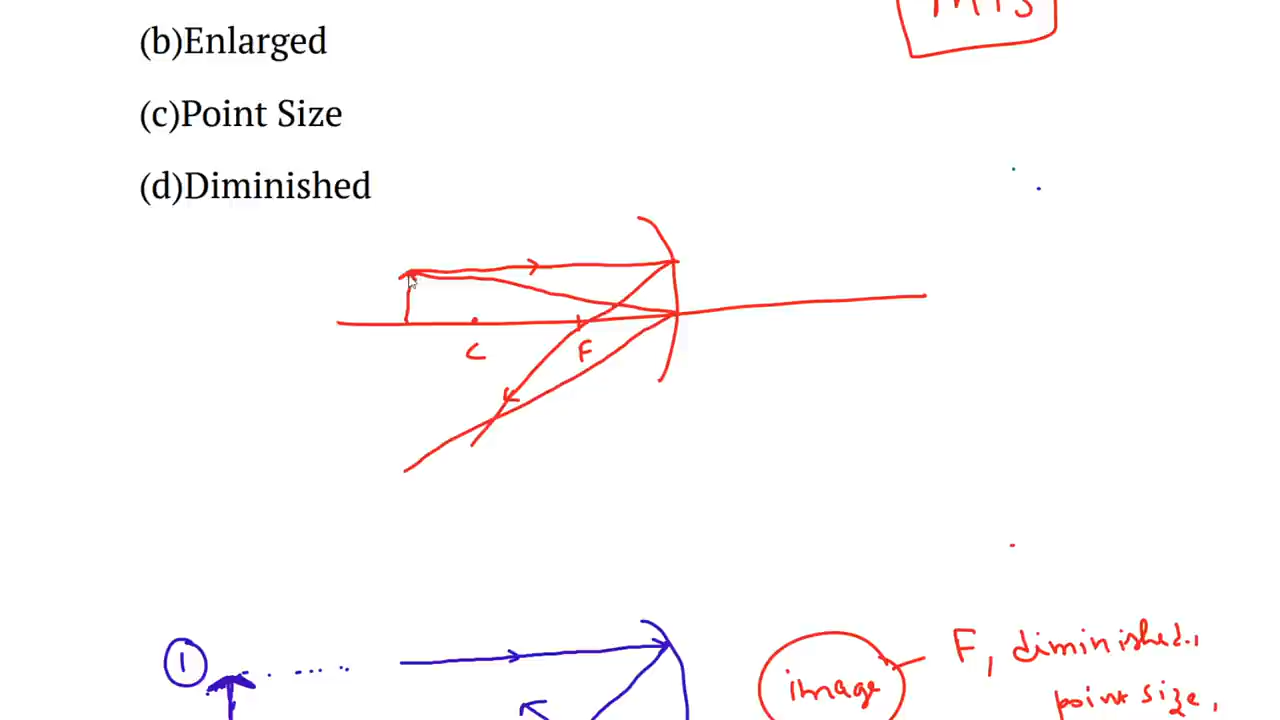 (b)Enlarged
(c)Point Size
(d)Diminished
C
F
1
image
F, diminished,
point size,